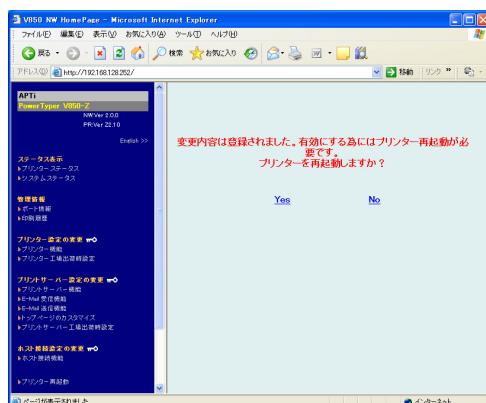 V850 NW HomePage - Microsoft Internet Explorer
ファイル(F) 編集(E) 表示(V) お気に入り(A) ツール(T) ヘルプ(H)
戻る 検索 お気に入り
アドレス(D) http://192.168.128.252/ 移動 リンク »
APTi
PowerTyper V850-Z
NW:Ver 2.0.0
PR:Ver Z2.10
English >>
ステータス表示
プリンターステータス
システムステータス
管理情報
ポート情報
印刷履歴
プリンター設定の変更
プリンター機能
プリンター工場出荷時設定
プリントサーバー設定の変更
プリントサーバー機能
E-Mail 受信機能
E-Mail 送信機能
トップページのカスタマイズ
プリントサーバー工場出荷時設定
ホスト接続設定の変更
ホスト接続機能
プリンター再起動
変更内容は登録されました。有効にする為にはプリンター再起動が必
要です。
プリンターを再起動しますか？
Yes No
ページが表示されました インターネット